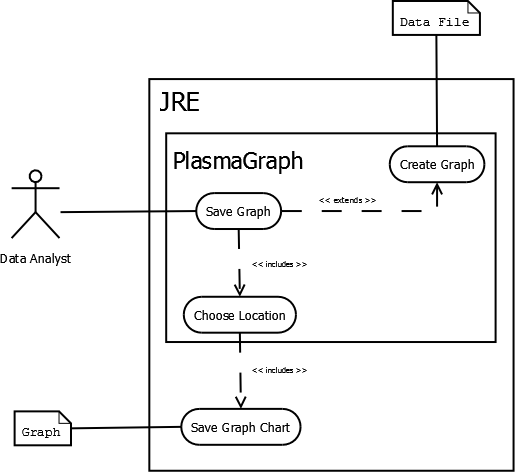 Data File
JRE
PlasmaGraph
Create Graph
<< extends >>
Save Graph
Data Analyst
<< includes >>
Choose Location
<< includes >>
Save Graph Chart
Graph